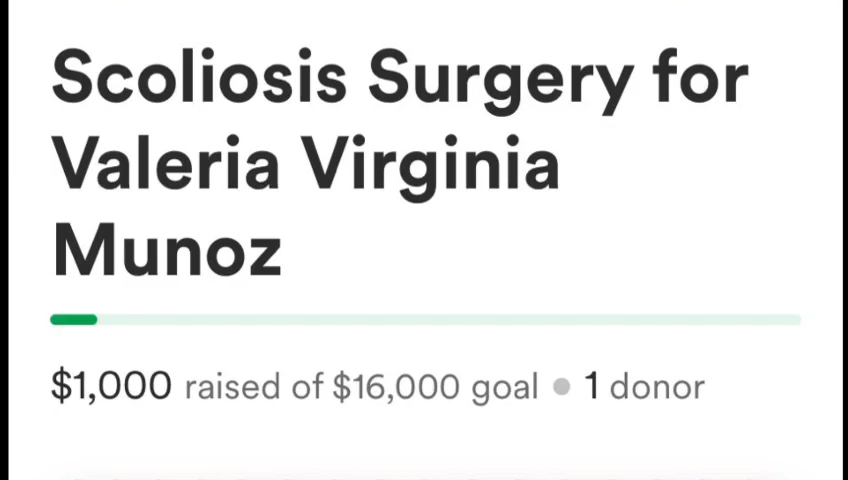 Scoliosis Surgery for
Valeria Virginia
Munoz
$1,000 raised of $16,000 goal • 1 donor